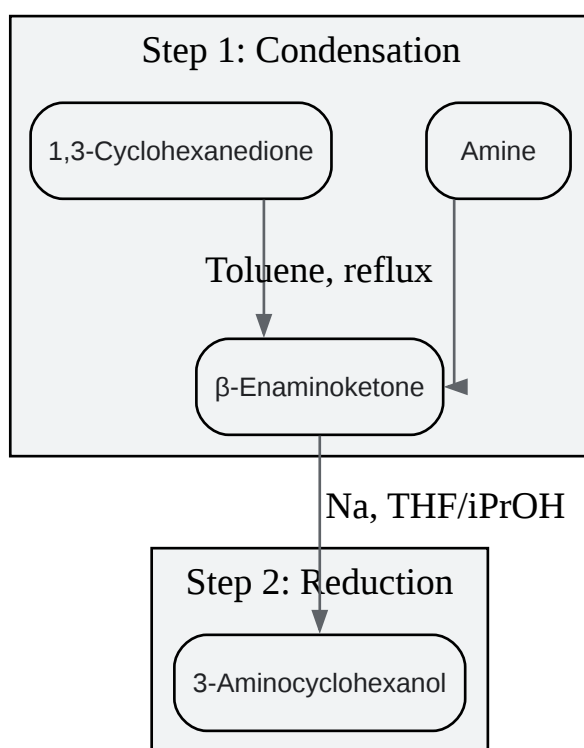 Step 1: Condensation
1,3-Cyclohexanedione
Amine
Toluene, reflux
β-Enaminoketone
Na, THF/iPrOH
Step 2: Reduction
3-Aminocyclohexanol